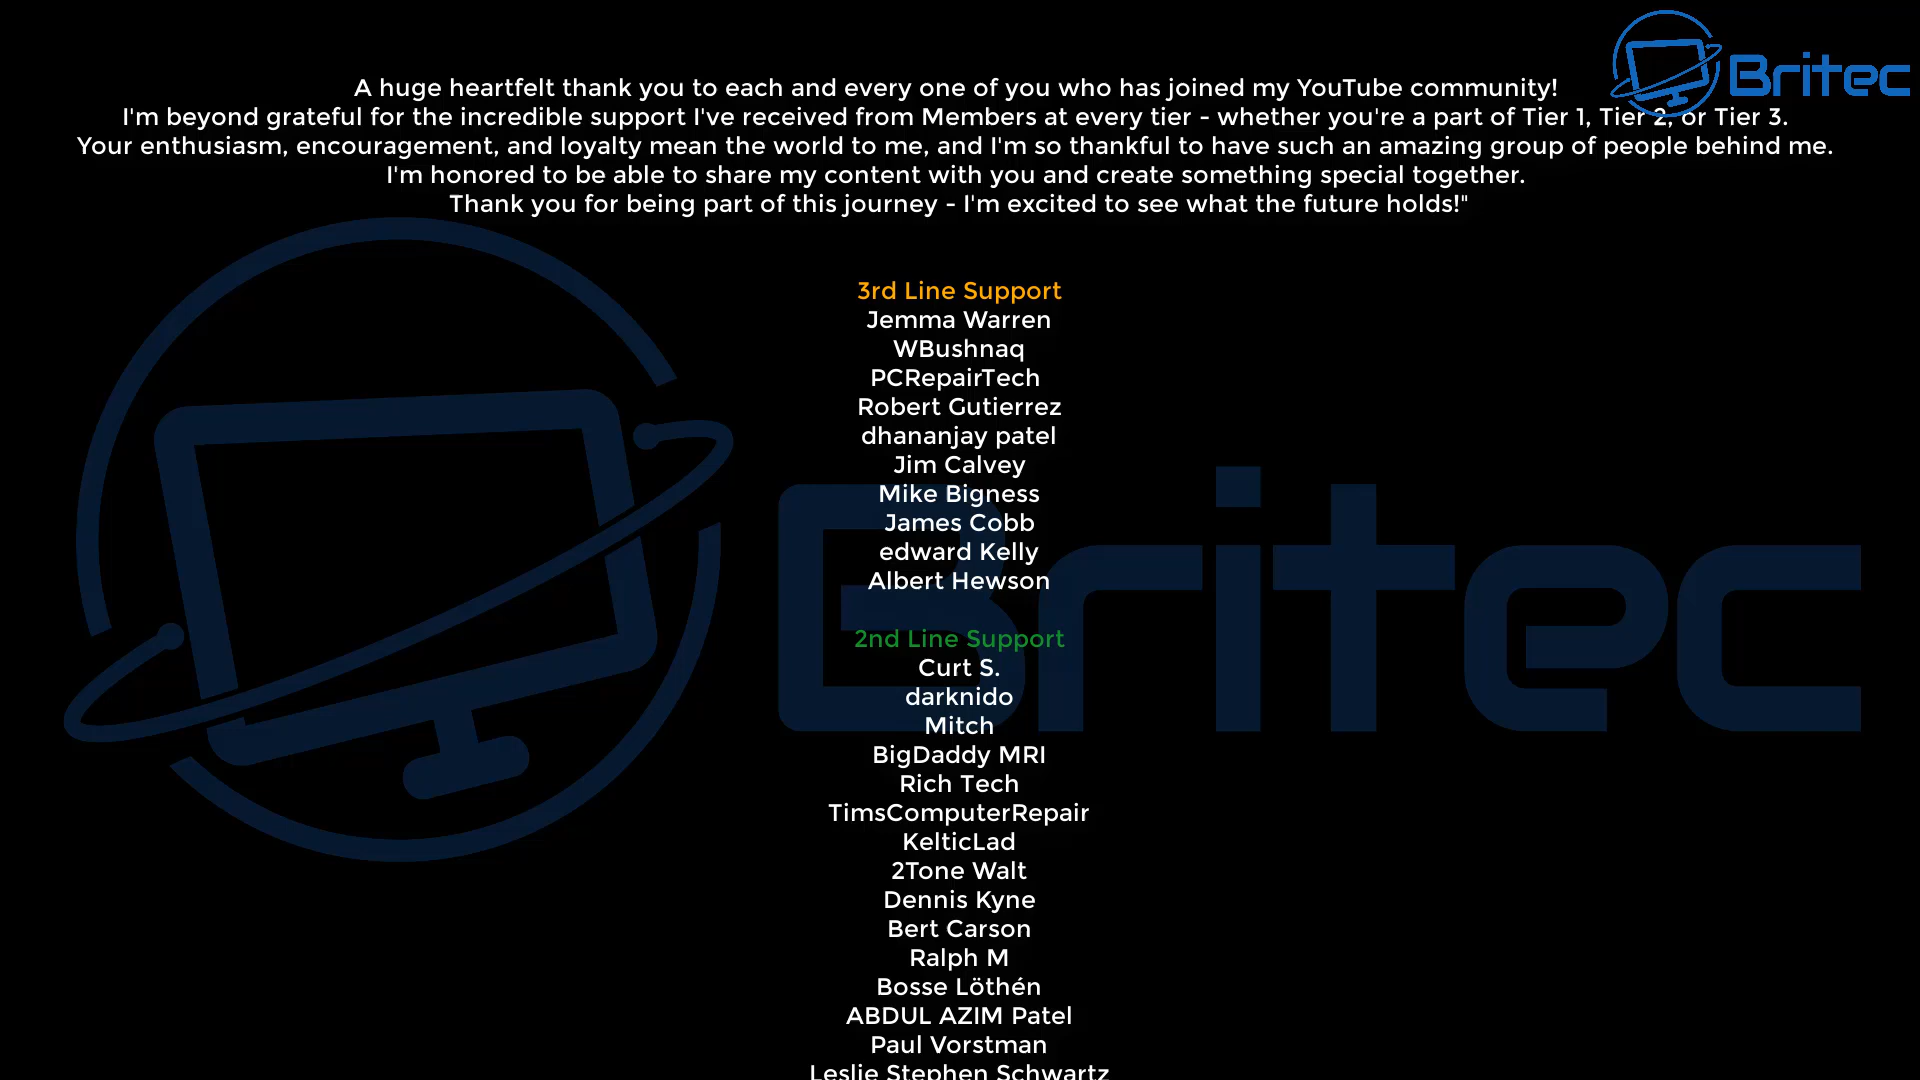 Britec
A huge heartfelt thank you to each and every one of you who has joined my YouTube community!
I'm beyond grateful for the incredible support I've received from Members at every tier - whether you're a part of Tier 1, Tier 2, or Tier 3.
Your enthusiasm, encouragement, and loyalty mean the world to me, and I'm so thankful to have such an amazing group of people behind me.
I'm honored to be able to share my content with you and create something special together.
Thank you for being part of this journey - I'm excited to see what the future holds!"
3rd Line Support
Jemma Warren
WBushnaq
PCRepairTech
Robert Gutierrez
dhananjay patel
Jim Calvey
Mike Bigness
James Cobb
edward Kelly
Albert Hewson
Britec
2nd Line Support
Curt S.
darknido
Mitch
BigDaddy MRI
Rich Tech
TimsComputerRepair
KelticLad
2Tone Walt
Dennis Kyne
Bert Carson
Ralph M
Bosse Löthén
ABDUL AZIM Patel
Paul Vorstman
Leslie Stephen Schwartz